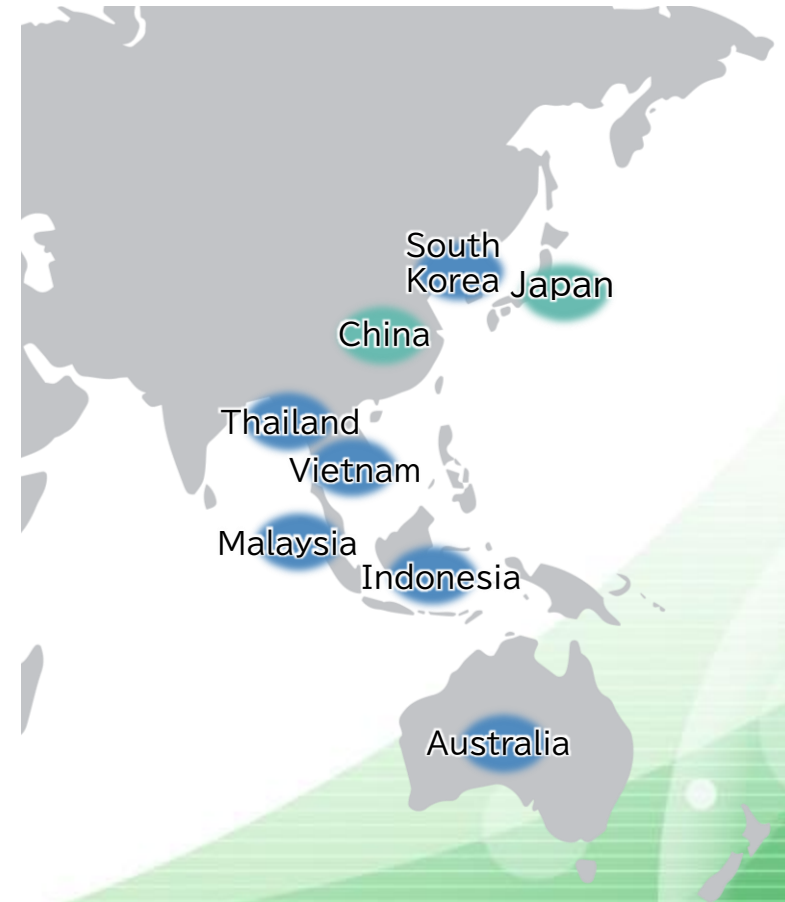 South
Korea
Japan
China
Thailand
Vietnam
Malaysia
Indonesia
Australia